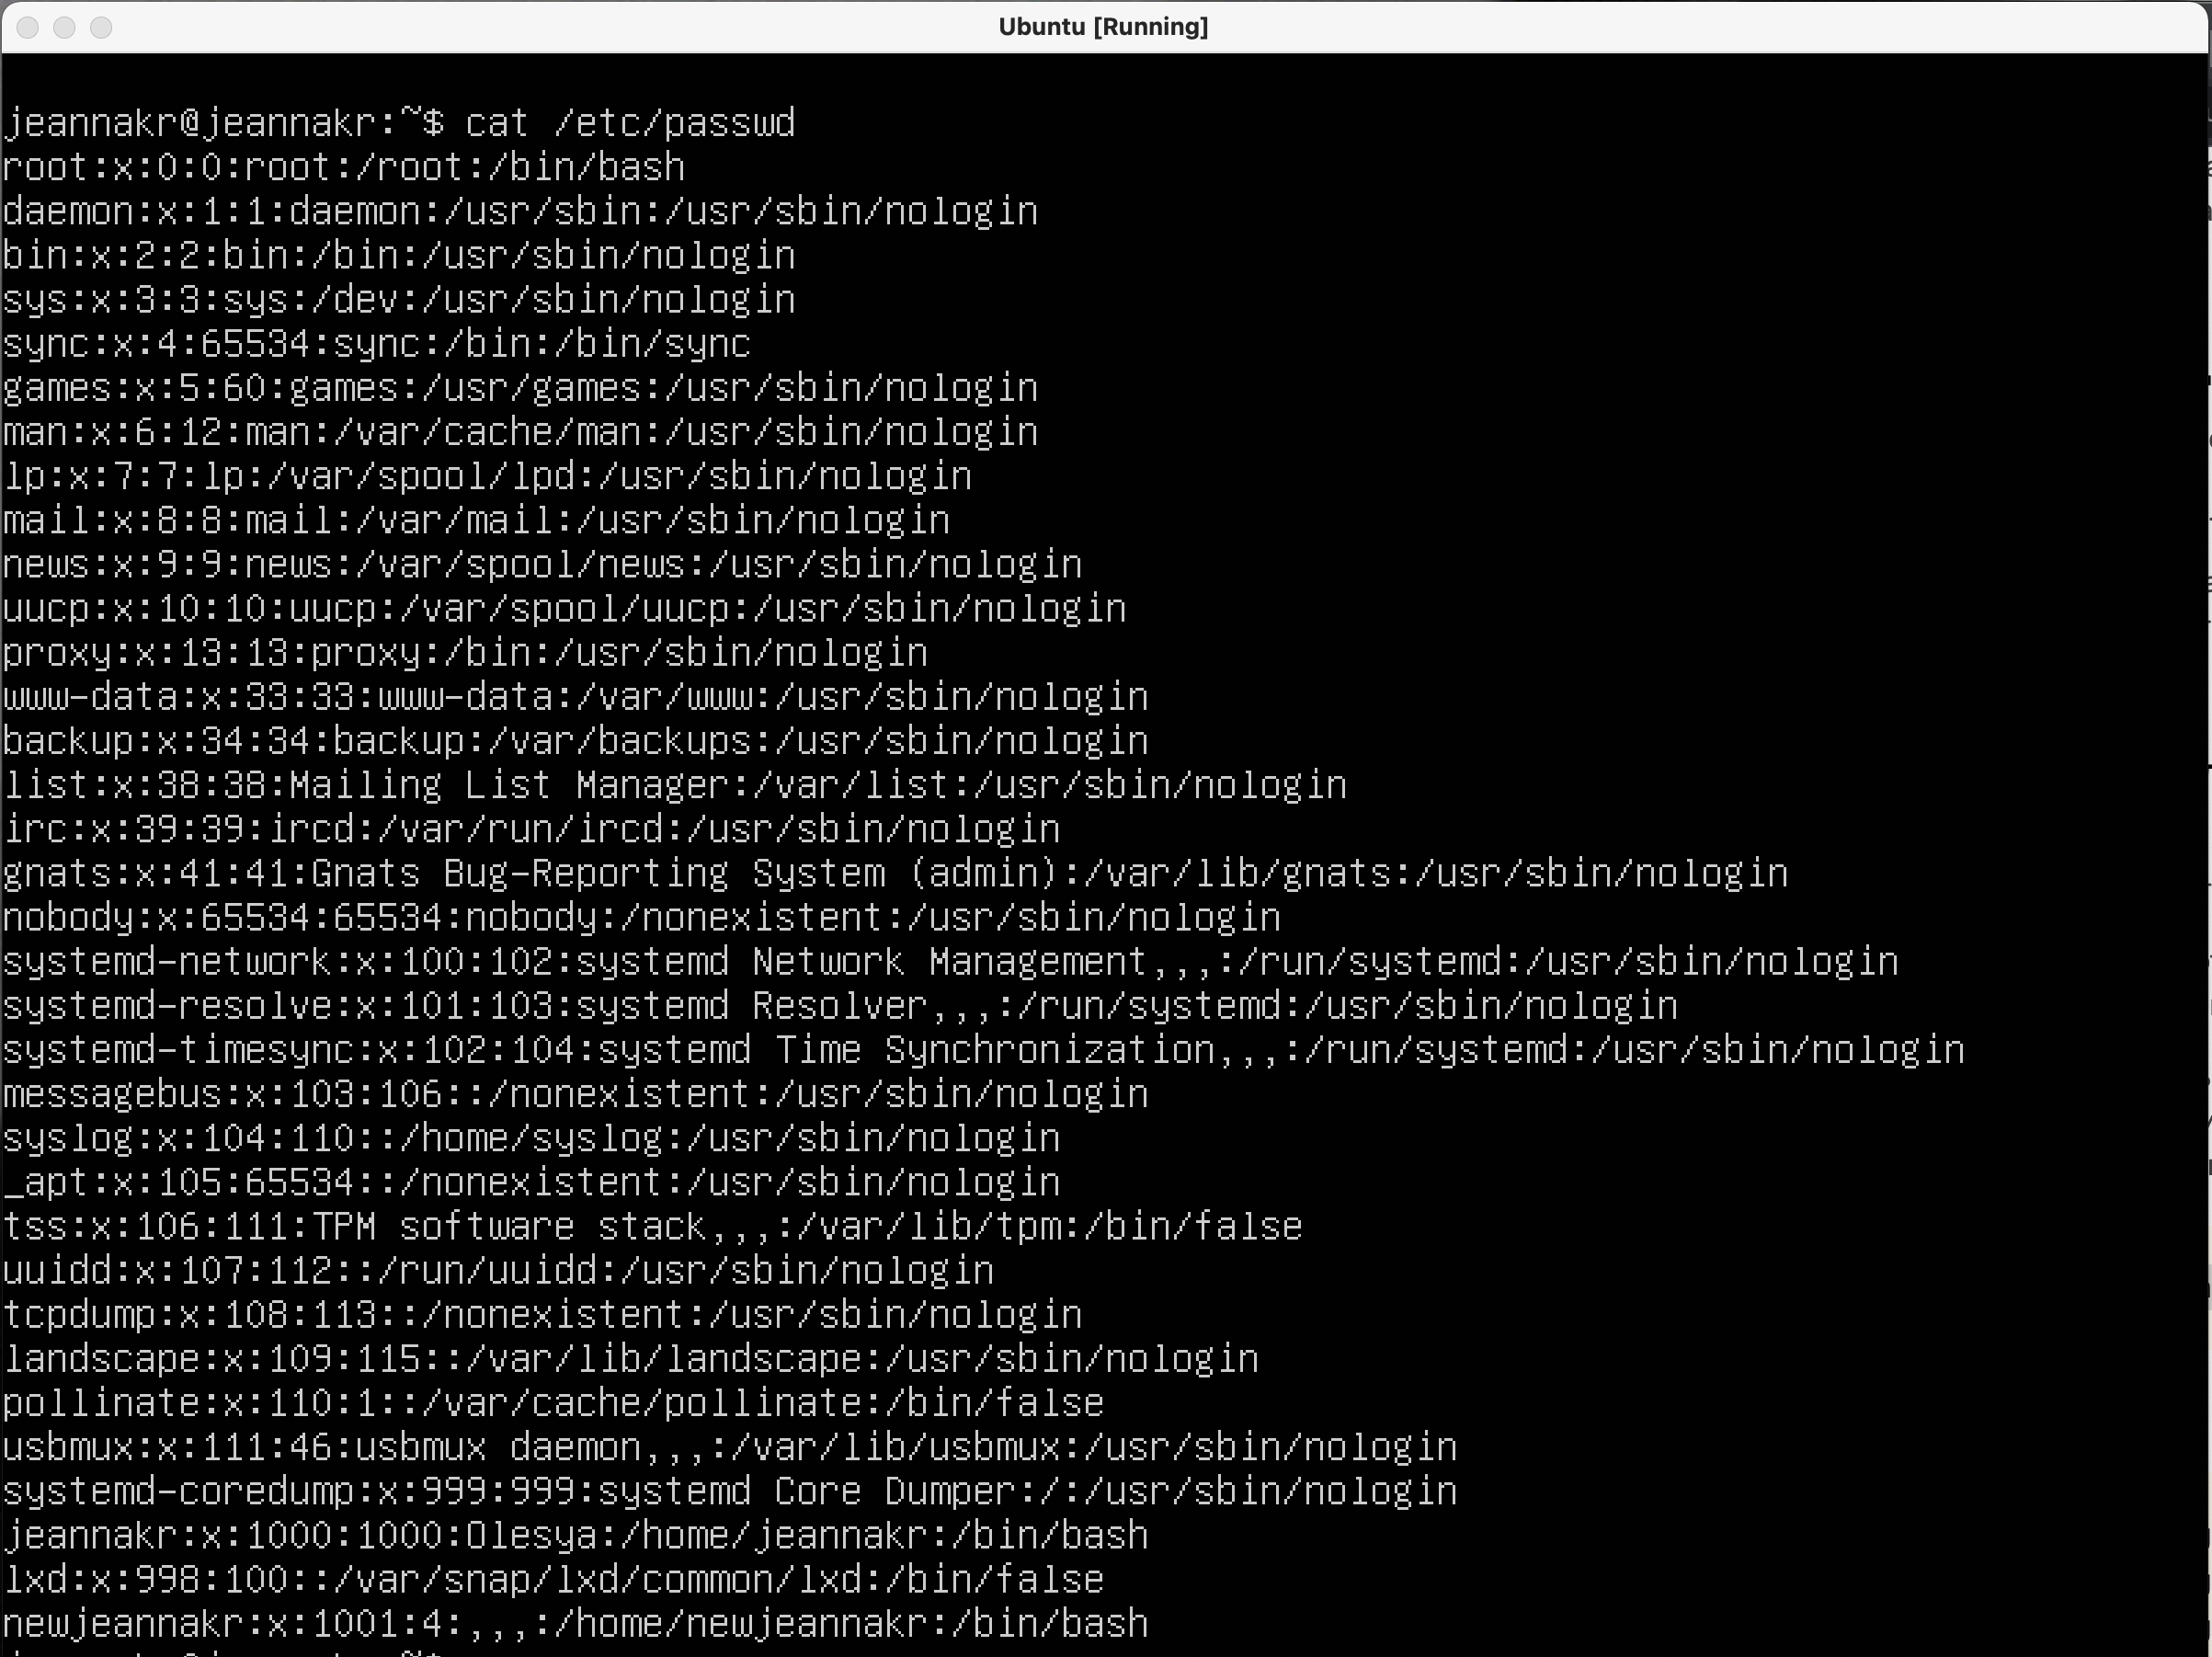 Ubuntu [Running]
jeannakr@jeannakr:~$ cat /etc/passwd
root:x:0:0:root:/root:/bin/bash
daemon:x:1:1:daemon:/usr/sbin:/usr/sbin/nologin
bin:x:2:2:bin:/bin:/usr/sbin/nologin
sys:x:3:3:sys:/dev:/usr/sbin/nologin
sync:x:4:65534:sync:/bin:/bin/sync
games:x:5:60:games:/usr/games:/usr/sbin/nologin
man:x:6:12:man:/var/cache/man:/usr/sbin/nologin
lp:x:7:7:lp:/var/spool/lpd:/usr/sbin/nologin
mail:x:8:8:mail:/var/mail:/usr/sbin/nologin
news:x:9:9:news:/var/spool/news:/usr/sbin/nologin
uucp:x:10:10:uucp:/var/spool/uucp:/usr/sbin/nologin
proxy:x:13:13:proxy:/bin:/usr/sbin/nologin
www-data:x:33:33:www-data:/var/www:/usr/sbin/nologin
backup:x:34:34:backup:/var/backups:/usr/sbin/nologin
list:x:38:38:Mailing List Manager:/var/list:/usr/sbin/nologin
irc:x:39:39:ircd:/var/run/ircd:/usr/sbin/nologin
gnats:x:41:41:Gnats Bug-Reporting System (admin):/var/lib/gnats:/usr/sbin/nologin
nobody:x:65534:65534:nobody:/nonexistent:/usr/sbin/nologin
systemd-network:x:100:102:systemd Network Management,,,:/run/systemd:/usr/sbin/nologin
systemd-resolve:x:101:103:systemd Resolver,,,:/run/systemd:/usr/sbin/nologin
systemd-timesync:x:102:104:systemd Time Synchronization,,,:/run/systemd:/usr/sbin/nologin
messagebus:x:103:106::/nonexistent:/usr/sbin/nologin
syslog:x:104:110::/home/syslog:/usr/sbin/nologin
_apt:x:105:65534::/nonexistent:/usr/sbin/nologin
tss:x:106:111:TPM software stack,,,:/var/lib/tpm:/bin/false
uuidd:x:107:112::/run/uuidd:/usr/sbin/nologin
tcpdump:x:108:113::/nonexistent:/usr/sbin/nologin
landscape:x:109:115::/var/lib/landscape:/usr/sbin/nologin
pollinate:x:110:1::/var/cache/pollinate:/bin/false
usbmux:x:111:46:usbmux daemon,,,:/var/lib/usbmux:/usr/sbin/nologin
systemd-coredump:x:999:999:systemd Core Dumper:/:/usr/sbin/nologin
jeannakr:x:1000:1000:Olesya:/home/jeannakr:/bin/bash
lxd:x:998:100::/var/snap/lxd/common/lxd:/bin/false
newjeannakr:x:1001:4:,,,:/home/newjeannakr:/bin/bash